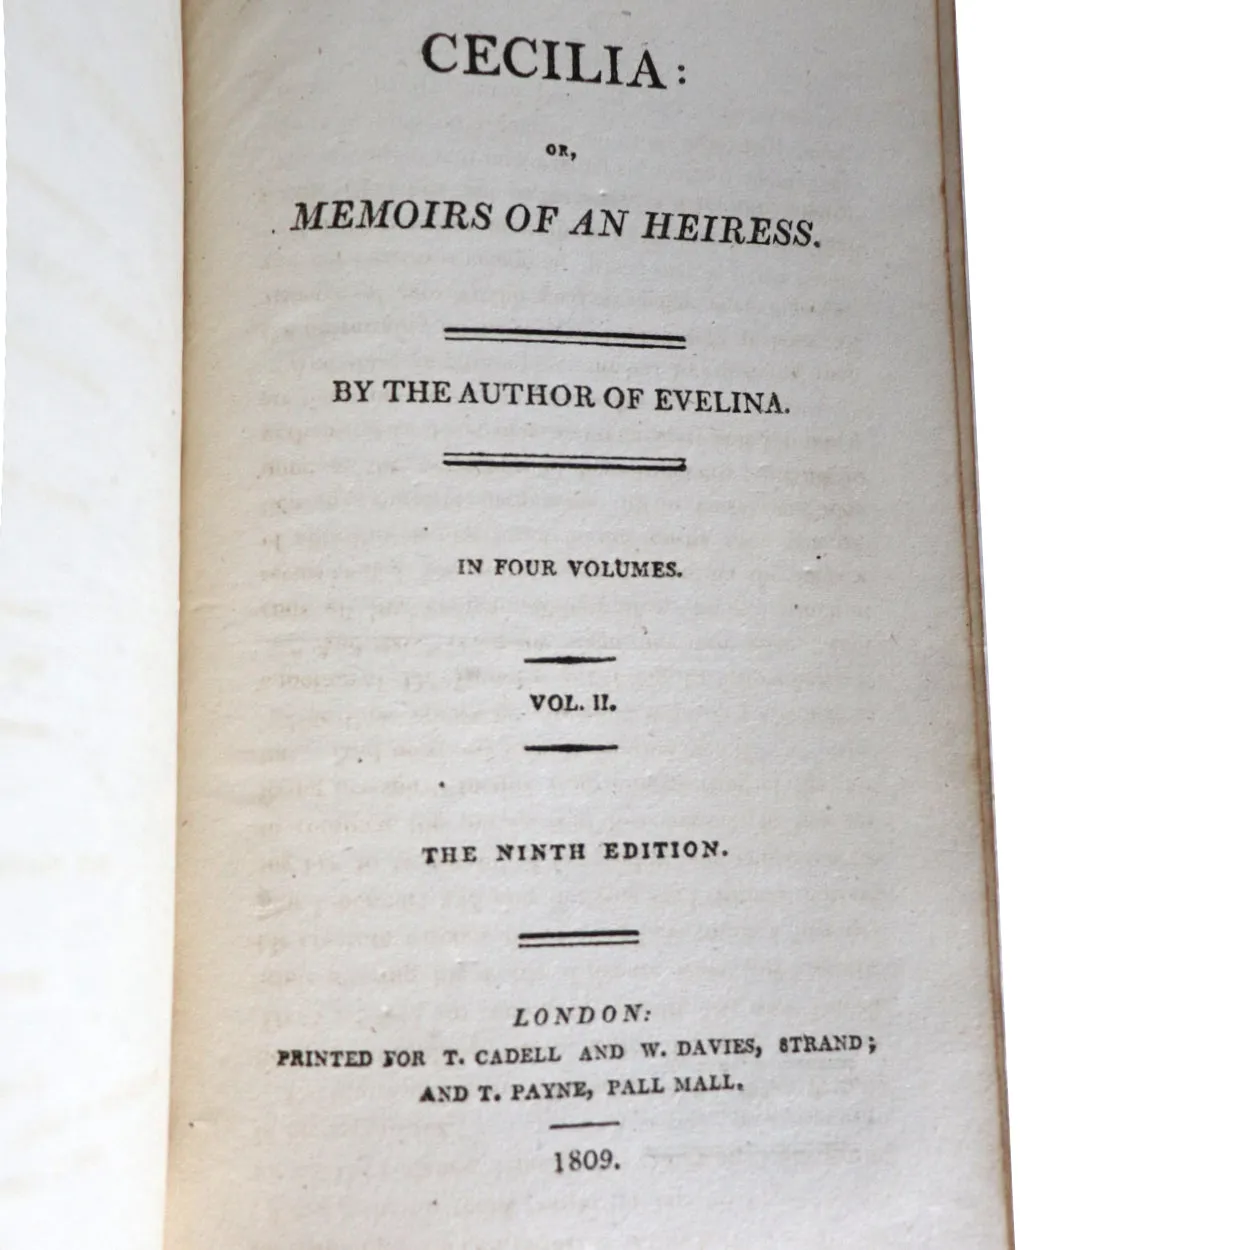 CECILIA:
OR,
MEMOIRS OF AN HEIRESS.
BY THE AUTHOR OF EVELINA.
IN FOUR VOLUMES.
VOL. II.
THE NINTH EDITION.
LONDON:
PRINTED FOR T. CADELL AND W. DAVIES, STRAND;
AND T. PAYNE, PALL MALL.
1809.